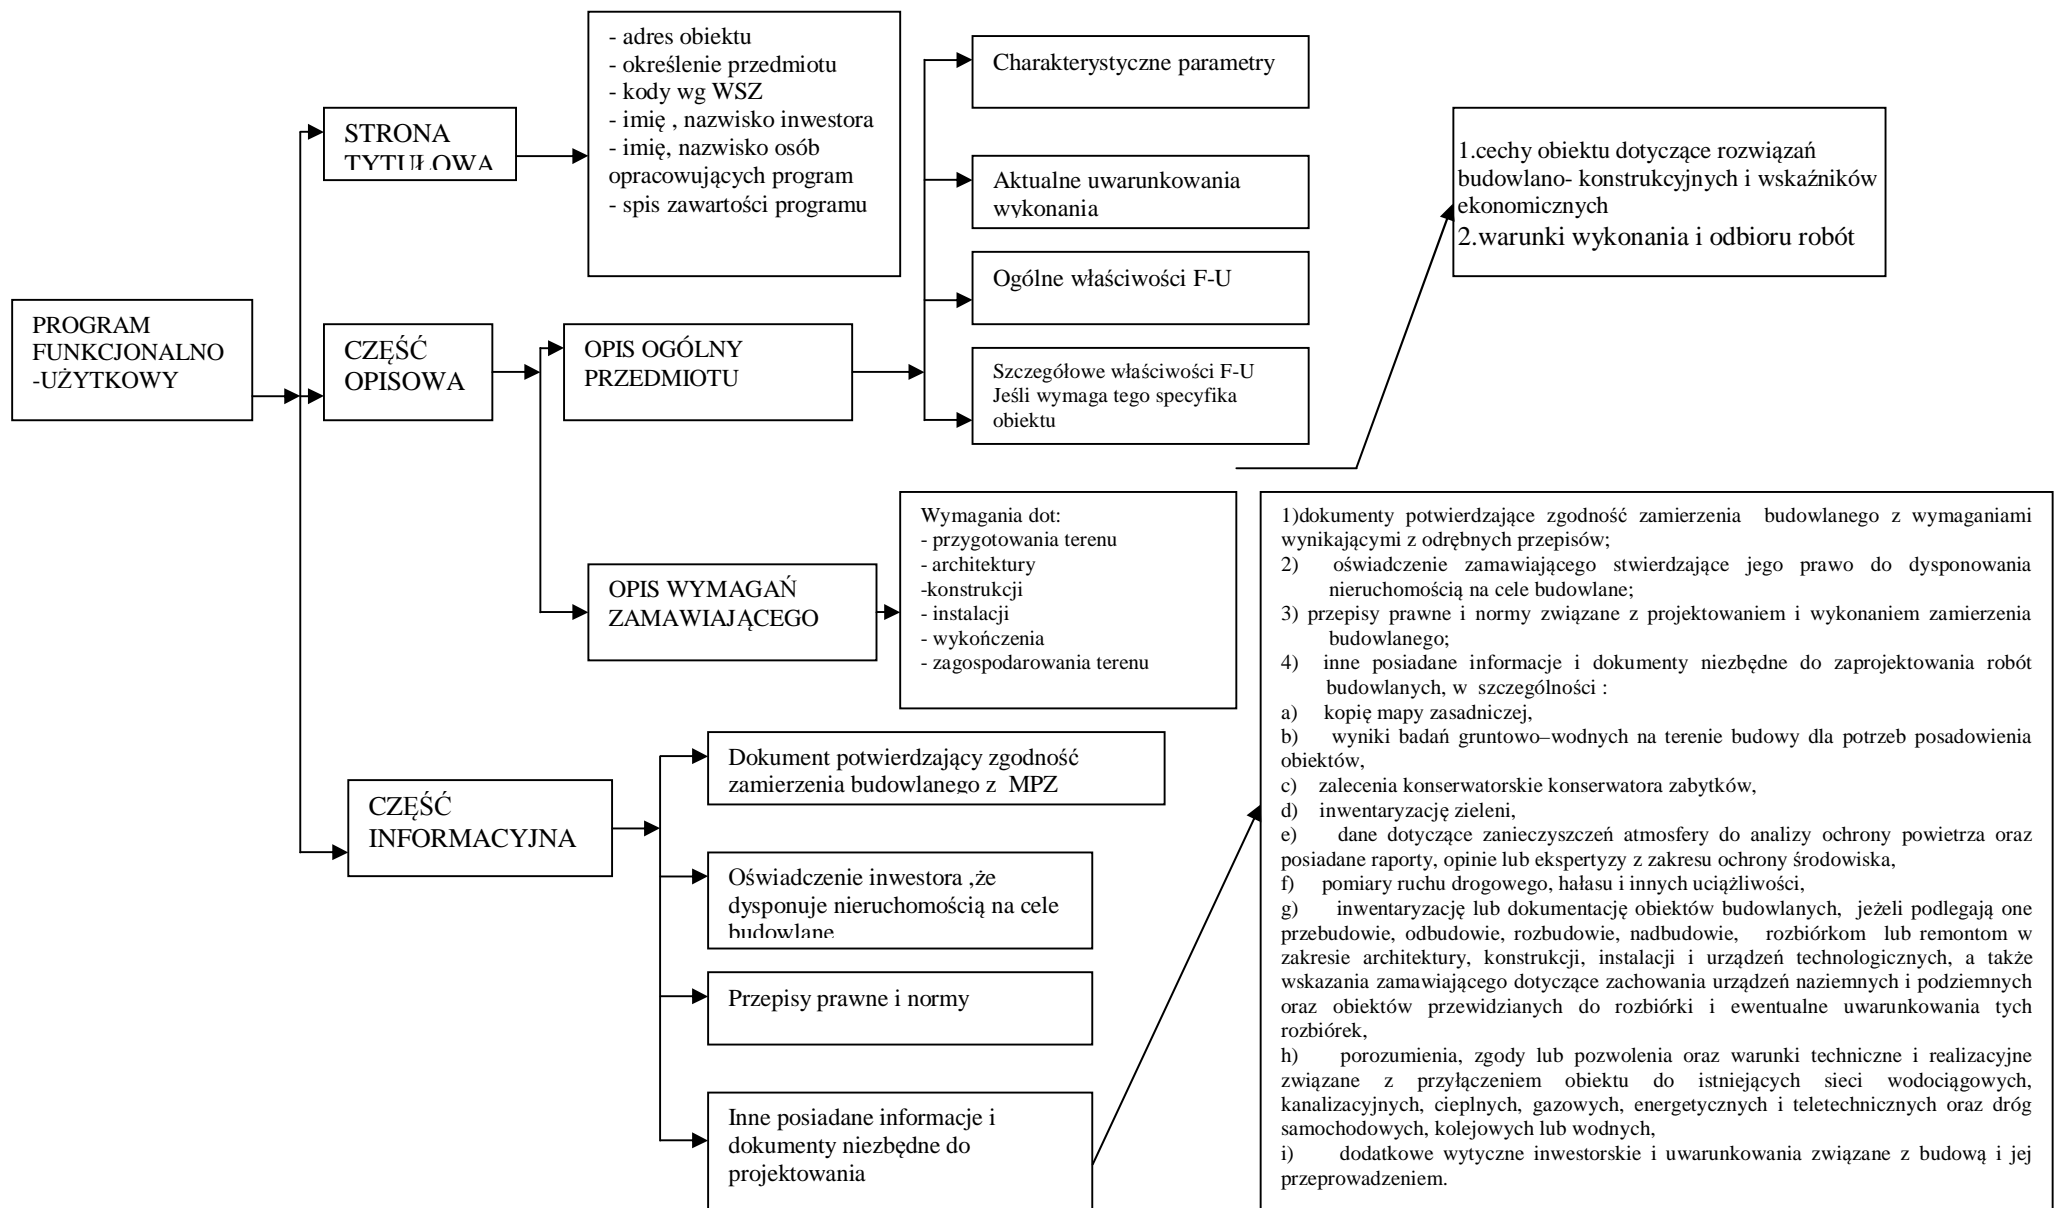 PROGRAM
FUNKCJONALNO
-UŻYTKOWY
STRONA
TYTUŁOWA
- adres obiektu
- określenie przedmiotu
- kody wg WSZ
- imię , nazwisko inwestora
- imię, nazwisko osób
opracowujących program
- spis zawartości programu
CZĘŚĆ
OPISOWA
OPIS OGÓLNY
PRZEDMIOTU
Charakterystyczne parametry
Aktualne uwarunkowania
wykonania
Ogólne właściwości F-U
Szczegółowe właściwości F-U
Jeśli wymaga tego specyfika
obiektu
OPIS WYMAGAŃ
ZAMAWIAJĄCEGO
Wymagania dot:
- przygotowania terenu
- architektury
-konstrukcji
- instalacji
- wykończenia
- zagospodarowania terenu
1.cechy obiektu dotyczące rozwiązań
budowlano- konstrukcyjnych i wskaźników
ekonomicznych
2.warunki wykonania i odbioru robót
CZĘŚĆ
INFORMACYJNA
Dokument potwierdzający zgodność
zamierzenia budowlanego z MPZ
Oświadczenie inwestora ,że
dysponuje nieruchomością na cele
budowlane
Przepisy prawne i normy
Inne posiadane informacje i
dokumenty niezbędne do
projektowania
1)dokumenty potwierdzające zgodność zamierzenia budowlanego z wymaganiami
wynikającymi z odrębnych przepisów;
2) oświadczenie zamawiającego stwierdzające jego prawo do dysponowania
nieruchomością na cele budowlane;
3) przepisy prawne i normy związane z projektowaniem i wykonaniem zamierzenia
budowlanego;
4) inne posiadane informacje i dokumenty niezbędne do zaprojektowania robót
budowlanych, w szczególności :
a) kopię mapy zasadniczej,
b) wyniki badań gruntowo–wodnych na terenie budowy dla potrzeb posadowienia
obiektów,
c) zalecenia konserwatorskie konserwatora zabytków,
d) inwentaryzację zieleni,
e) dane dotyczące zanieczyszczeń atmosfery do analizy ochrony powietrza oraz
posiadane raporty, opinie lub ekspertyzy z zakresu ochrony środowiska,
f) pomiary ruchu drogowego, hałasu i innych uciążliwości,
g) inwentaryzację lub dokumentację obiektów budowlanych, jeżeli podlegają one
przebudowie, odbudowie, rozbudowie, nadbudowie, rozbiórkom lub remontom w
zakresie architektury, konstrukcji, instalacji i urządzeń technologicznych, a także
wskazania zamawiającego dotyczące zachowania urządzeń naziemnych i podziemnych
oraz obiektów przewidzianych do rozbiórki i ewentualne uwarunkowania tych
rozbiórek,
h) porozumienia, zgody lub pozwolenia oraz warunki techniczne i realizacyjne
związane z przyłączeniem obiektu do istniejących sieci wodociągowych,
kanalizacyjnych, cieplnych, gazowych, energetycznych i teletechnicznych oraz dróg
samochodowych, kolejowych lub wodnych,
i) dodatkowe wytyczne inwestorskie i uwarunkowania związane z budową i jej
przeprowadzeniem.